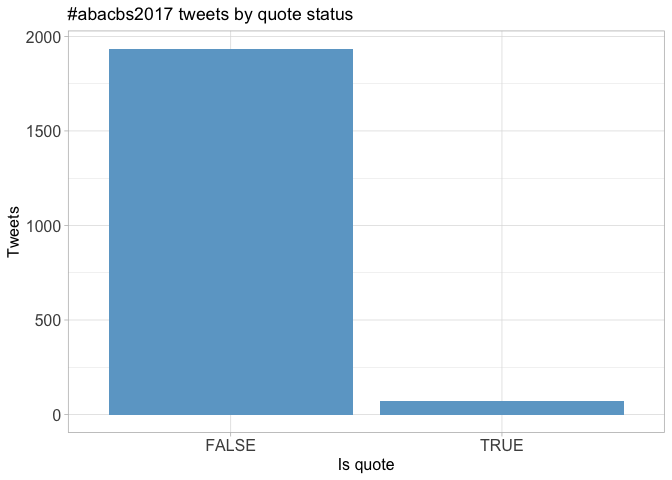 #abacbs2017 tweets by quote status
2000
1500
1000
500
0
Tweets
FALSE
TRUE
Is quote